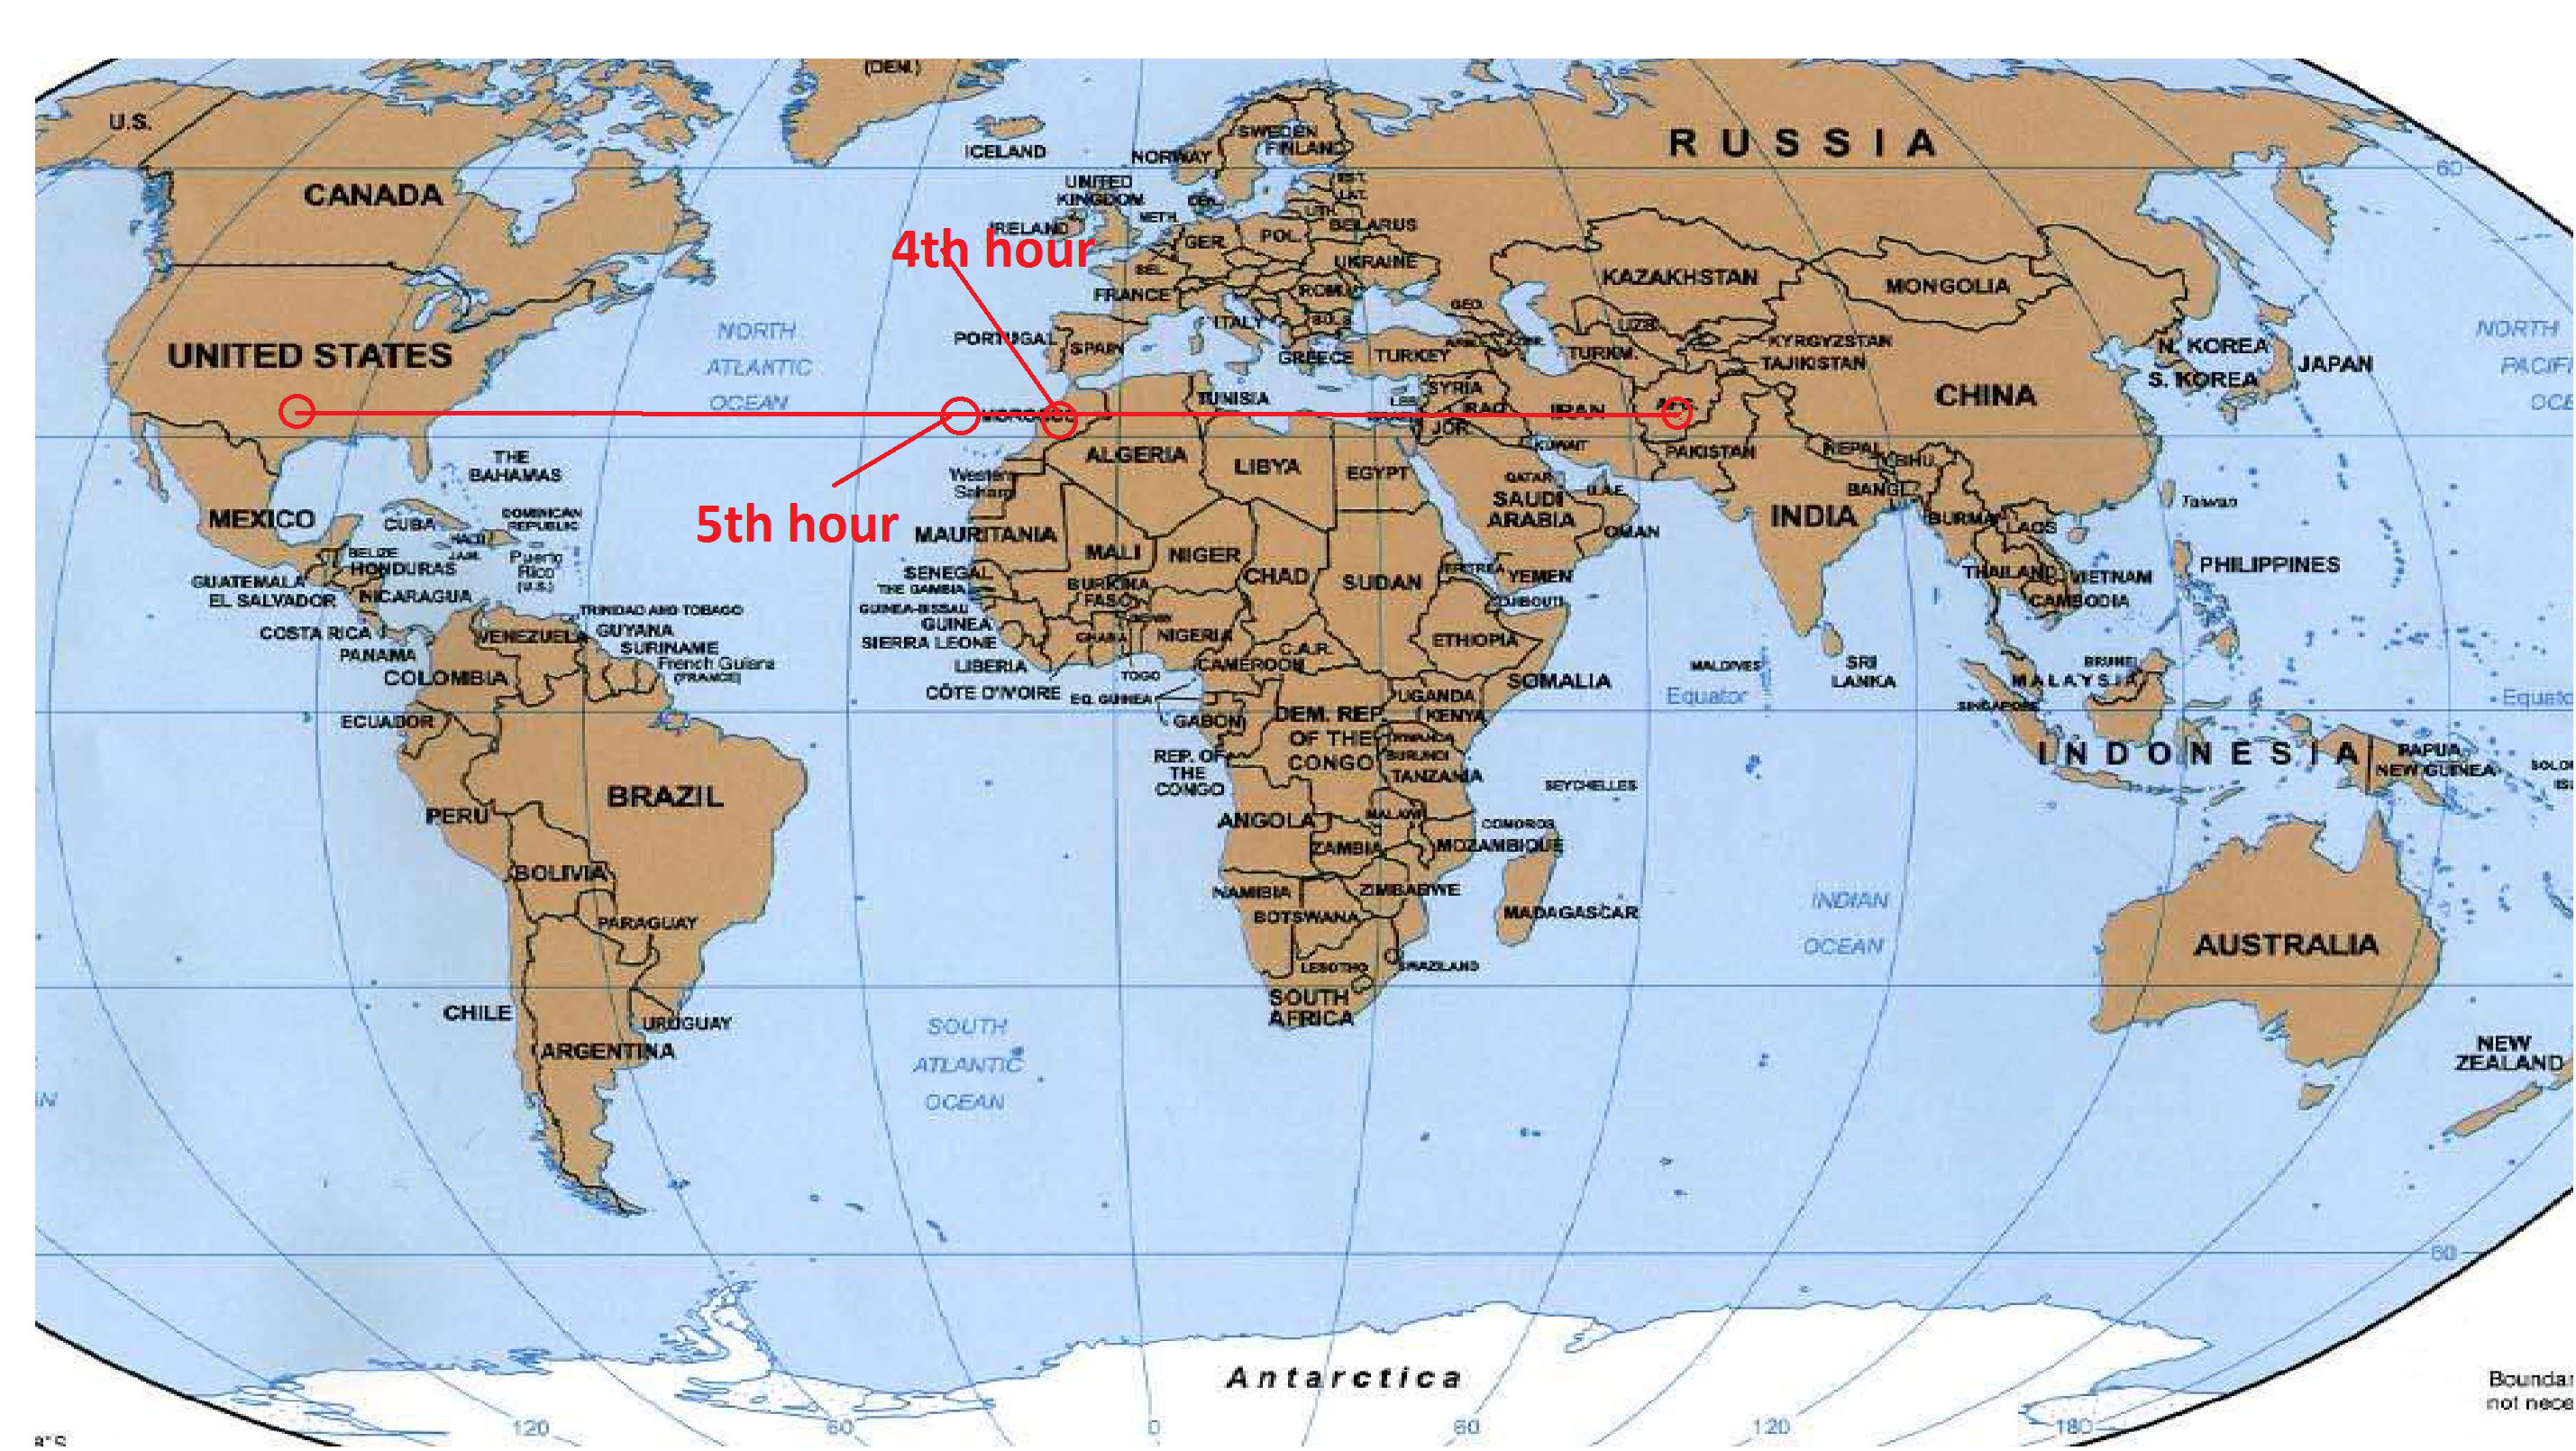 (DEN.)
U.S.
ICELAND
NORWAY
SWEDEN
FINLAND
RUSSIA
60
CANADA
UNITED
KINGDOM
IRELAND
4th hour
NETH.
DEN.
EST.
LAT.
LITH.
BELARUS
GER.
POL.
BEL.
UKRAINE
FRANCE
ROM.
KAZAKHSTAN
MONGOLIA
NORTH
ATLANTIC
OCEAN
PORTUGAL
SPAIN
ITALY
BULG.
GEO.
UZB.
KYRGYZSTAN
TAJIKISTAN
N. KOREA
S. KOREA
JAPAN
NORTH
PACIFI
OCE
UNITED STATES
GREECE
TURKEY
TURKM.
SYRIA
LEB.
IRAQ
IRAN
AFG.
CHINA
MOROCCO
TUNISIA
JOR.
KUWAIT
PAKISTAN
NEPAL
BHU.
THE
BAHAMAS
Western
Sahara
ALGERIA
LIBYA
EGYPT
QATAR
SAUDI
ARABIA
U.A.E.
OMAN
BANGL.
INDIA
BURMA
LAOS
Taiwan
5th hour
MEXICO
CUBA
DOMINICAN
REPUBLIC
HAITI
JAM.
Puerto
Rico
(U.S.)
BELIZE
HONDURAS
GUATEMALA
EL SALVADOR
NICARAGUA
COSTA RICA
PANAMA
MAURITANIA
MALI
NIGER
CHAD
SUDAN
ERITREA
YEMEN
DJIBOUTI
THAILAND
VIETNAM
CAMBODIA
PHILIPPINES
SENEGAL
THE GAMBIA
GUINEA-BISSAU
GUINEA
SIERRA LEONE
LIBERIA
CÔTE D'IVOIRE
BURKINA
FASO
GHANA
BENIN
TOGO
NIGERIA
C.A.R.
CAMEROON
EQ. GUINEA
ETHIOPIA
SOMALIA
TRINIDAD AND TOBAGO
VENEZUELA
GUYANA
SURINAME
French Guiana
(FRANCE)
COLOMBIA
ECUADOR
MALDIVES
SRI
LANKA
BRUNEI
MALAYSIA
SINGAPORE
Equator
Equato
GABON
REP. OF
THE
CONGO
DEM. REP.
OF THE
CONGO
UGANDA
KENYA
RWANDA
BURUNDI
TANZANIA
SEYCHELLES
INDONESIA
PAPUA
NEW GUINEA
SOLO
IS.
BRAZIL
PERU
BOLIVIA
PARAGUAY
CHILE
ARGENTINA
URUGUAY
ANGOLA
MALAWI
COMOROS
ZAMBIA
MOZAMBIQUE
NAMIBIA
ZIMBABWE
BOTSWANA
MADAGASCAR
LESOTHO
SWAZILAND
SOUTH
AFRICA
SOUTH
ATLANTIC
OCEAN
INDIAN
OCEAN
AUSTRALIA
NEW
ZEALAND
AN
60
Antarctica
120
60
0
60
120
180
Boundar
not nece